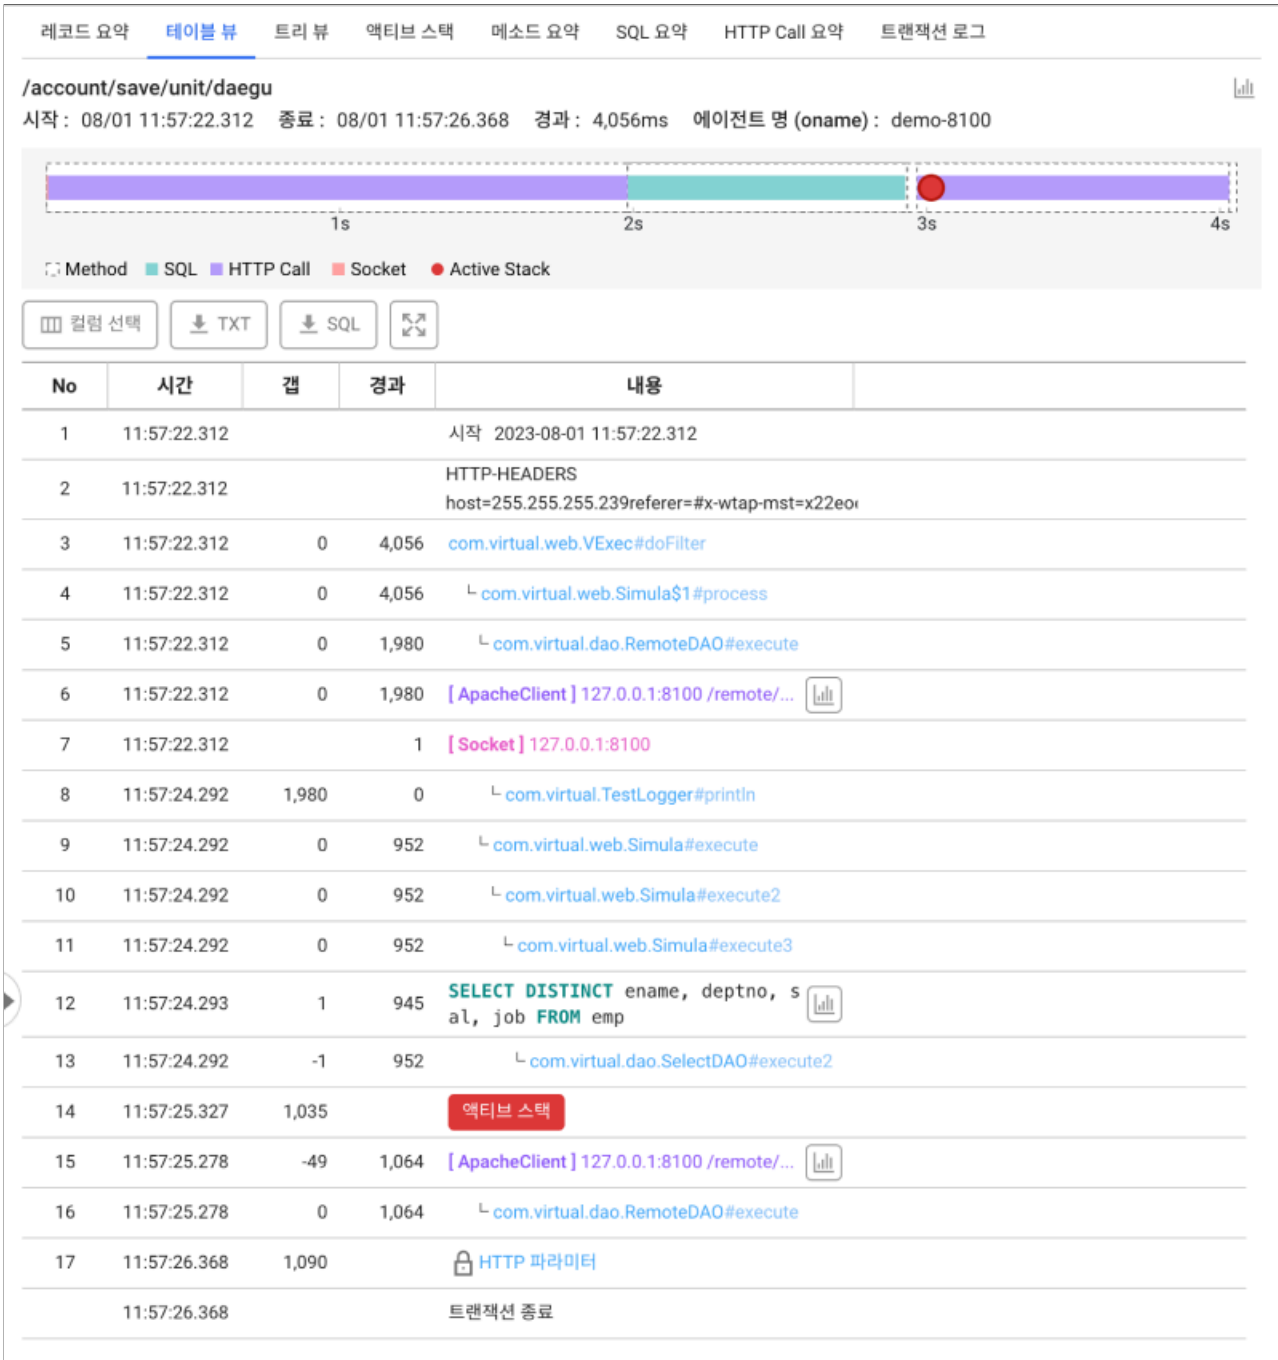 레코드 요약 테이블 뷰 트리 뷰 액티브 스택 메소드 요약 SQL 요약 HTTP Call 요약 트랜잭션 로그
/account/save/unit/daegu
시작 : 08/01 11:57:22.312 종료 : 08/01 11:57:26.368 경과 : 4,056ms 에이전트 명 (oname) : demo-8100
1s 2s 3s 4s
Method SQL HTTP Call Socket Active Stack
컬럼 선택 TXT SQL
No 시간 갭 경과 내용
1 11:57:22.312 시작 2023-08-01 11:57:22.312
HTTP-HEADERS
2 11:57:22.312 host=255.255.255.239referer=#x-wtap-mst=x22eo
3 11:57:22.312 0 4,056 com.virtual.web.VExec#doFilter
4 11:57:22.312 0 4,056 com.virtual.web.Simula$1#process
5 11:57:22.312 0 1,980 com.virtual.dao.RemoteDAO#execute
6 11:57:22.312 0 1,980 [ ApacheClient ] 127.0.0.1:8100 /remote/...
7 11:57:22.312 1 [ Socket ] 127.0.0.1:8100
8 11:57:24.292 1,980 0 com.virtual.TestLogger#println
9 11:57:24.292 0 952 com.virtual.web.Simula#execute
10 11:57:24.292 0 952 com.virtual.web.Simula#execute2
11 11:57:24.292 0 952 com.virtual.web.Simula#execute3
12 11:57:24.293 1 945 SELECT DISTINCT ename, deptno, s
al, job FROM emp
13 11:57:24.292 -1 952 com.virtual.dao.SelectDAO#execute2
14 11:57:25.327 1,035 액티브 스택
15 11:57:25.278 -49 1,064 [ ApacheClient ] 127.0.0.1:8100 /remote/...
16 11:57:25.278 0 1,064 com.virtual.dao.RemoteDAO#execute
17 11:57:26.368 1,090 HTTP 파라미터
11:57:26.368 트랜잭션 종료